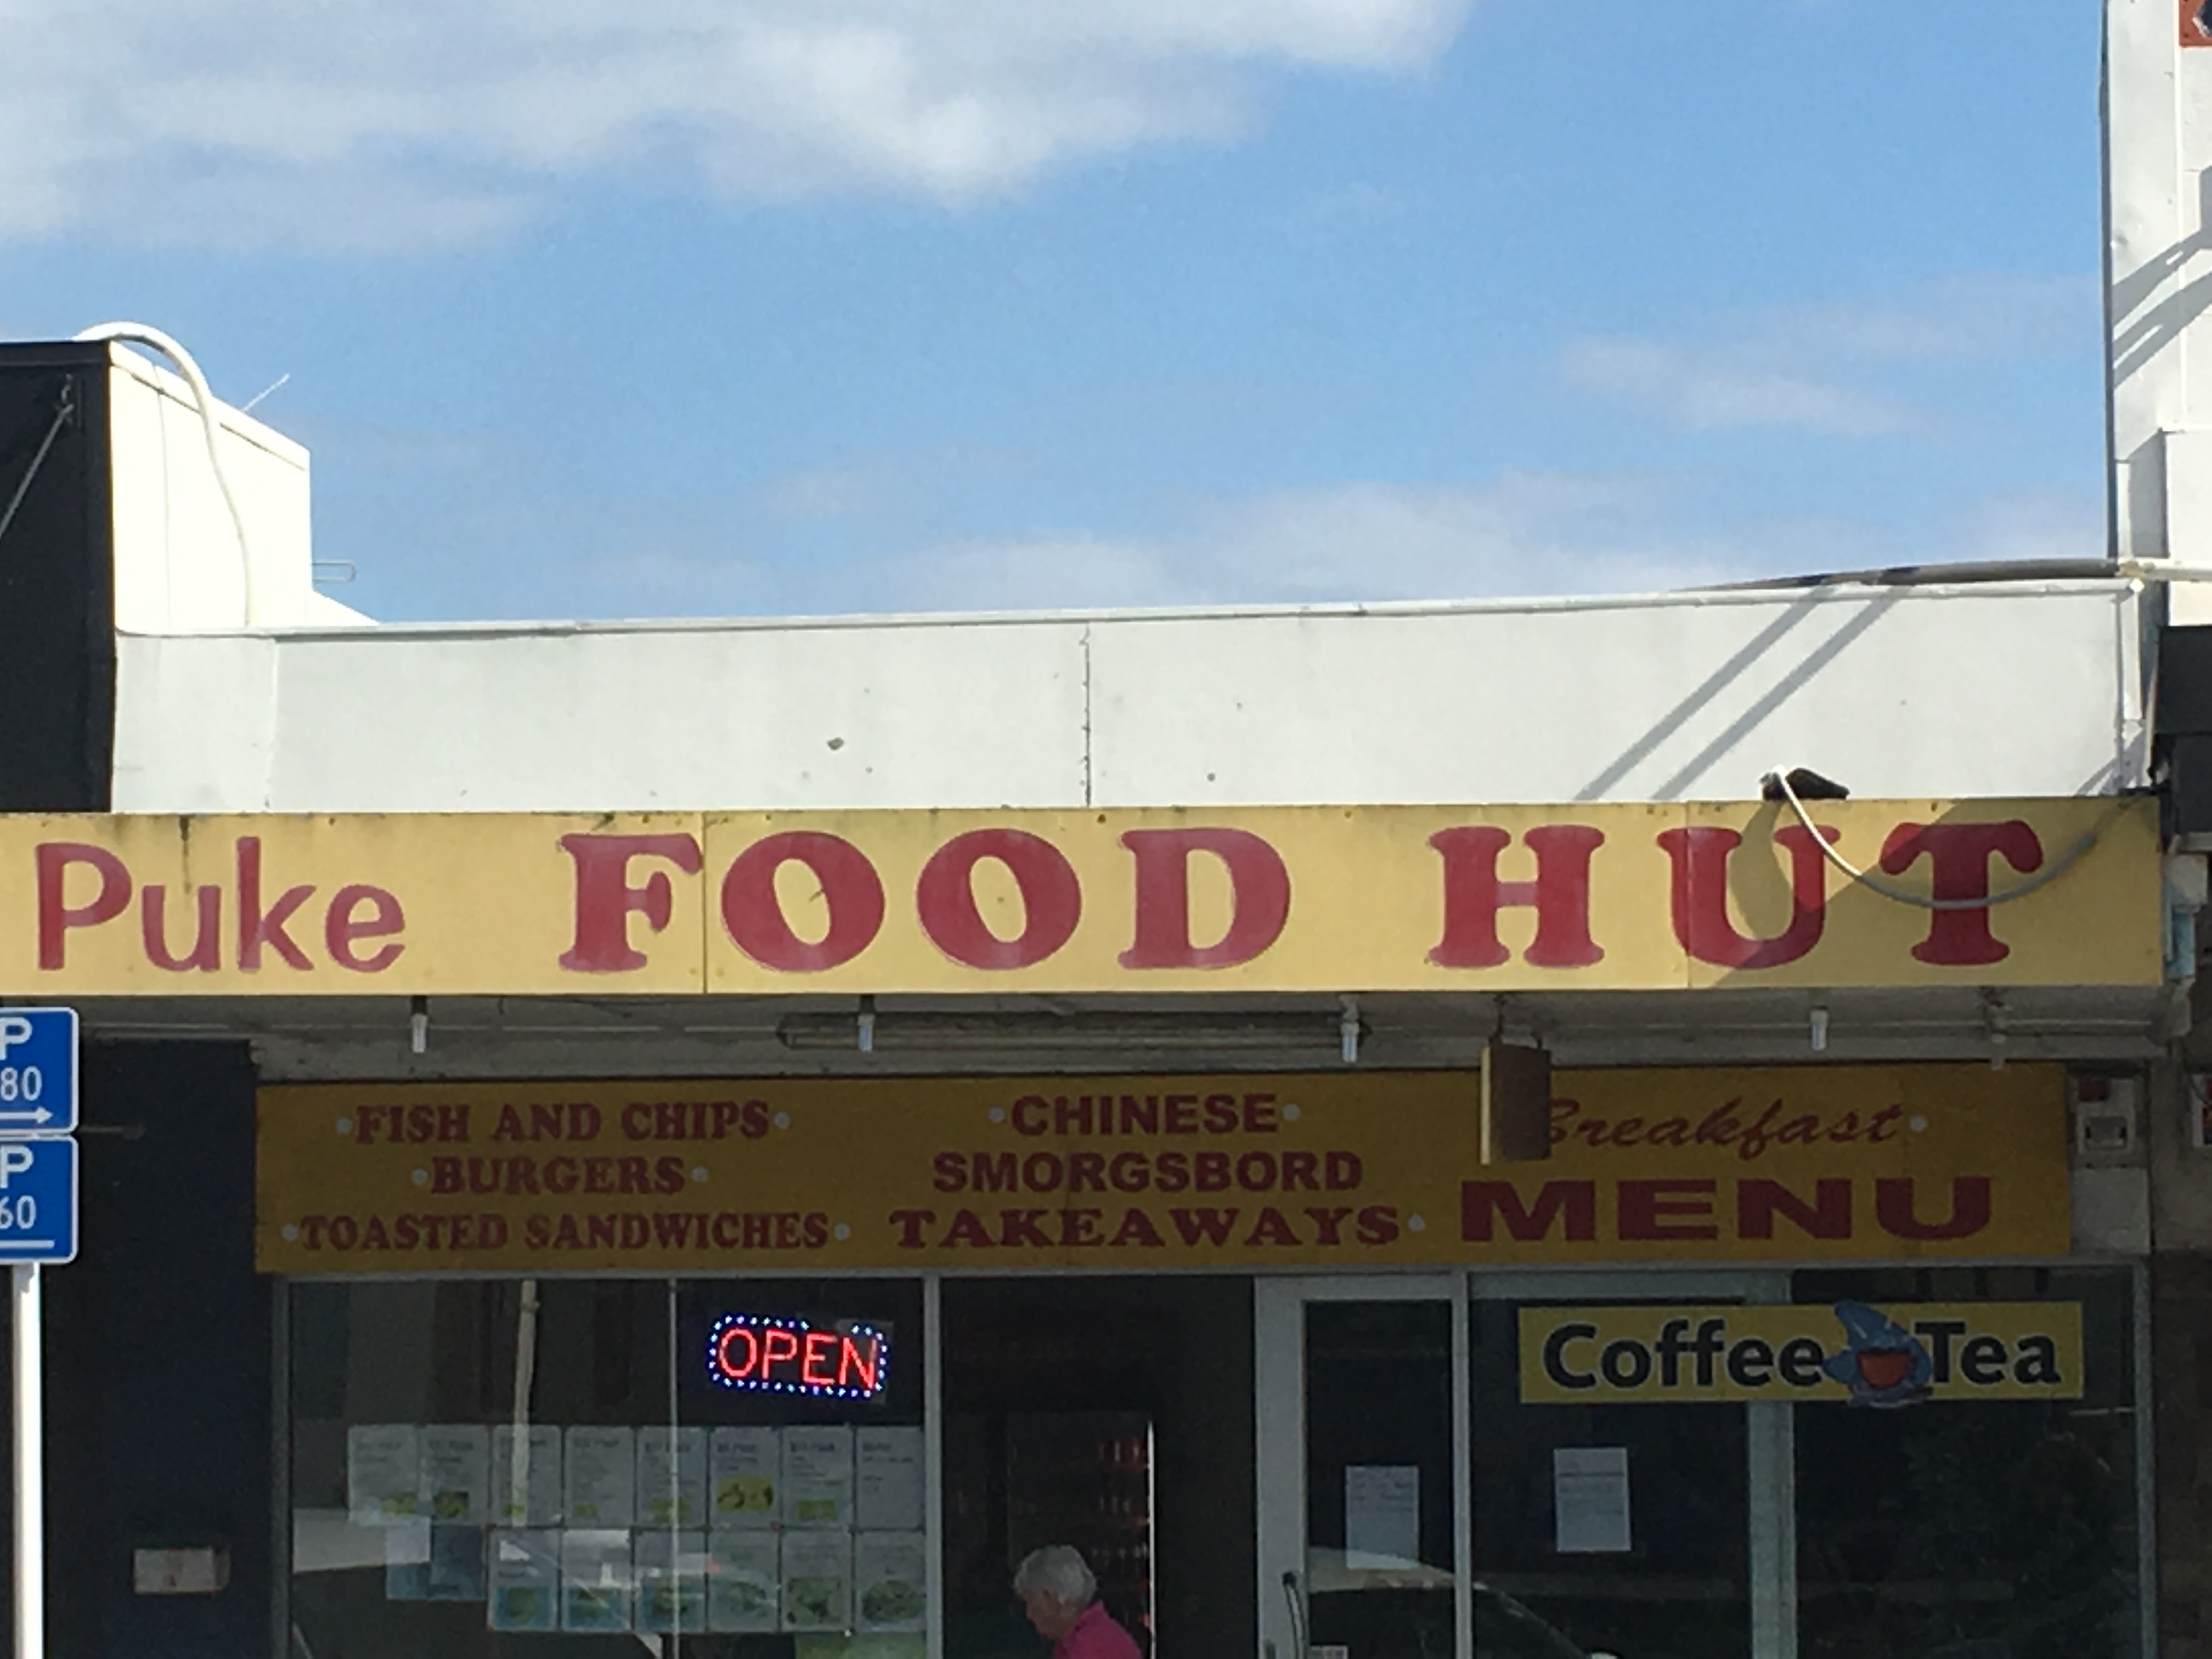 Puke FOOD HUT
P
80
P
60
•FISH AND CHIPS•
•BURGERS•
•TOASTED SANDWICHES•
•CHINESE•
SMORGSBORD
TAKEAWAYS•
Breakfast•
MENU
OPEN
Coffee Tea